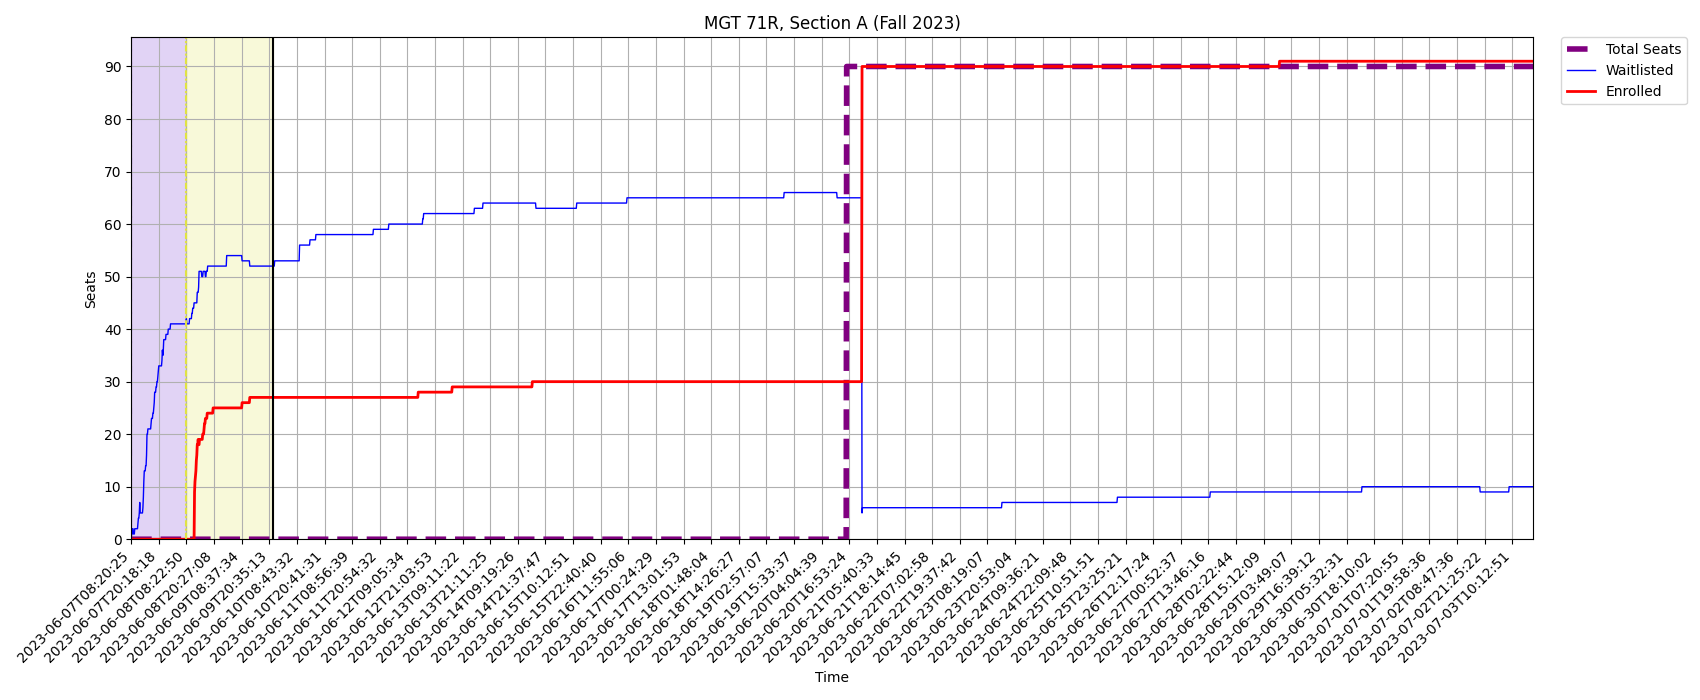 MGT 71R, Section A (Fall 2023)
Total Seats
Waitlisted
Enrolled
Seats
90
80
70
60
50
40
30
20
10
0
2023-06-07T08:20:25
2023-06-07T20:18:18
2023-06-08T08:22:50
2023-06-08T20:27:08
2023-06-09T08:37:34
2023-06-09T20:35:13
2023-06-10T08:43:32
2023-06-10T20:41:31
2023-06-11T08:56:39
2023-06-11T20:54:32
2023-06-12T09:05:34
2023-06-12T21:03:53
2023-06-13T09:11:22
2023-06-13T21:11:25
2023-06-14T09:19:26
2023-06-14T21:37:47
2023-06-15T10:12:51
2023-06-15T22:40:40
2023-06-16T11:55:06
2023-06-17T00:24:29
2023-06-17T13:01:53
2023-06-18T01:48:04
2023-06-18T14:26:27
2023-06-19T02:57:07
2023-06-19T15:33:37
2023-06-20T04:04:39
2023-06-20T16:53:24
2023-06-21T05:40:33
2023-06-21T18:14:45
2023-06-22T07:02:58
2023-06-22T19:37:42
2023-06-23T08:19:07
2023-06-23T20:53:04
2023-06-24T09:36:21
2023-06-24T22:09:48
2023-06-25T10:51:51
2023-06-25T23:25:21
2023-06-26T12:17:24
2023-06-27T00:52:37
2023-06-27T13:46:16
2023-06-28T02:22:44
2023-06-28T15:12:09
2023-06-29T03:49:07
2023-06-29T16:39:12
2023-06-30T05:32:31
2023-06-30T18:10:02
2023-07-01T07:20:55
2023-07-01T19:58:36
2023-07-02T08:47:36
2023-07-02T21:25:22
2023-07-03T10:12:51
Time